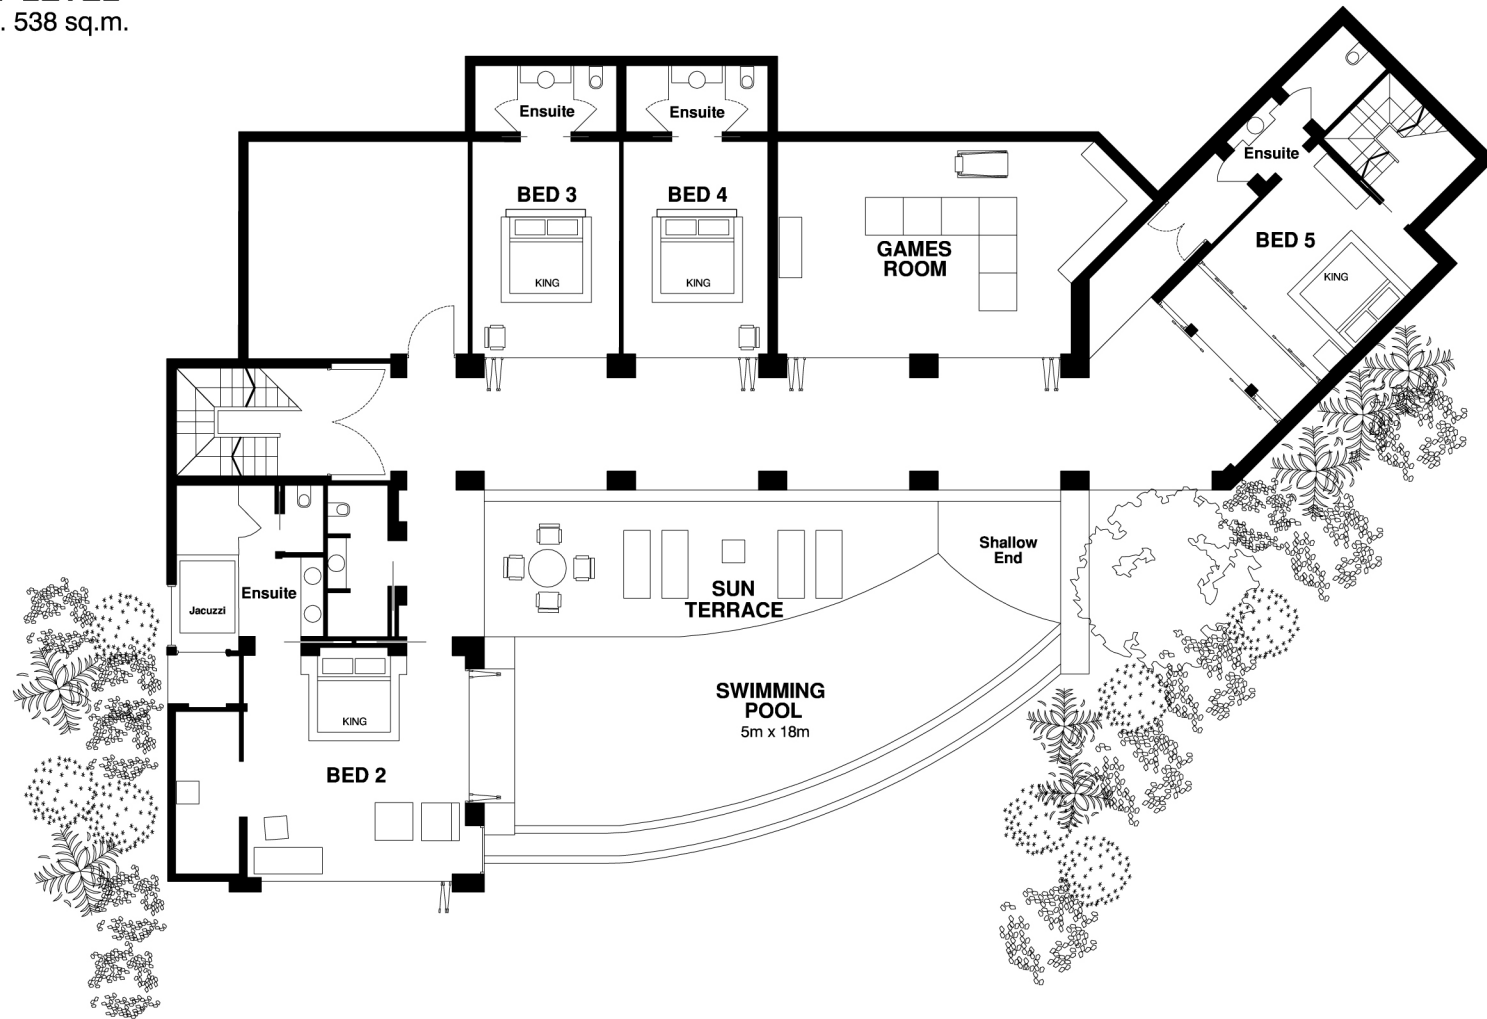 . 538 sq.m.
Ensuite
Ensuite
BED 3
BED 4
KING
KING
GAMES
ROOM
Ensuite
BED 5
KING
Shallow
End
SUN
TERRACE
Ensuite
Jacuzzi
SWIMMING
POOL
5m x 18m
KING
BED 2